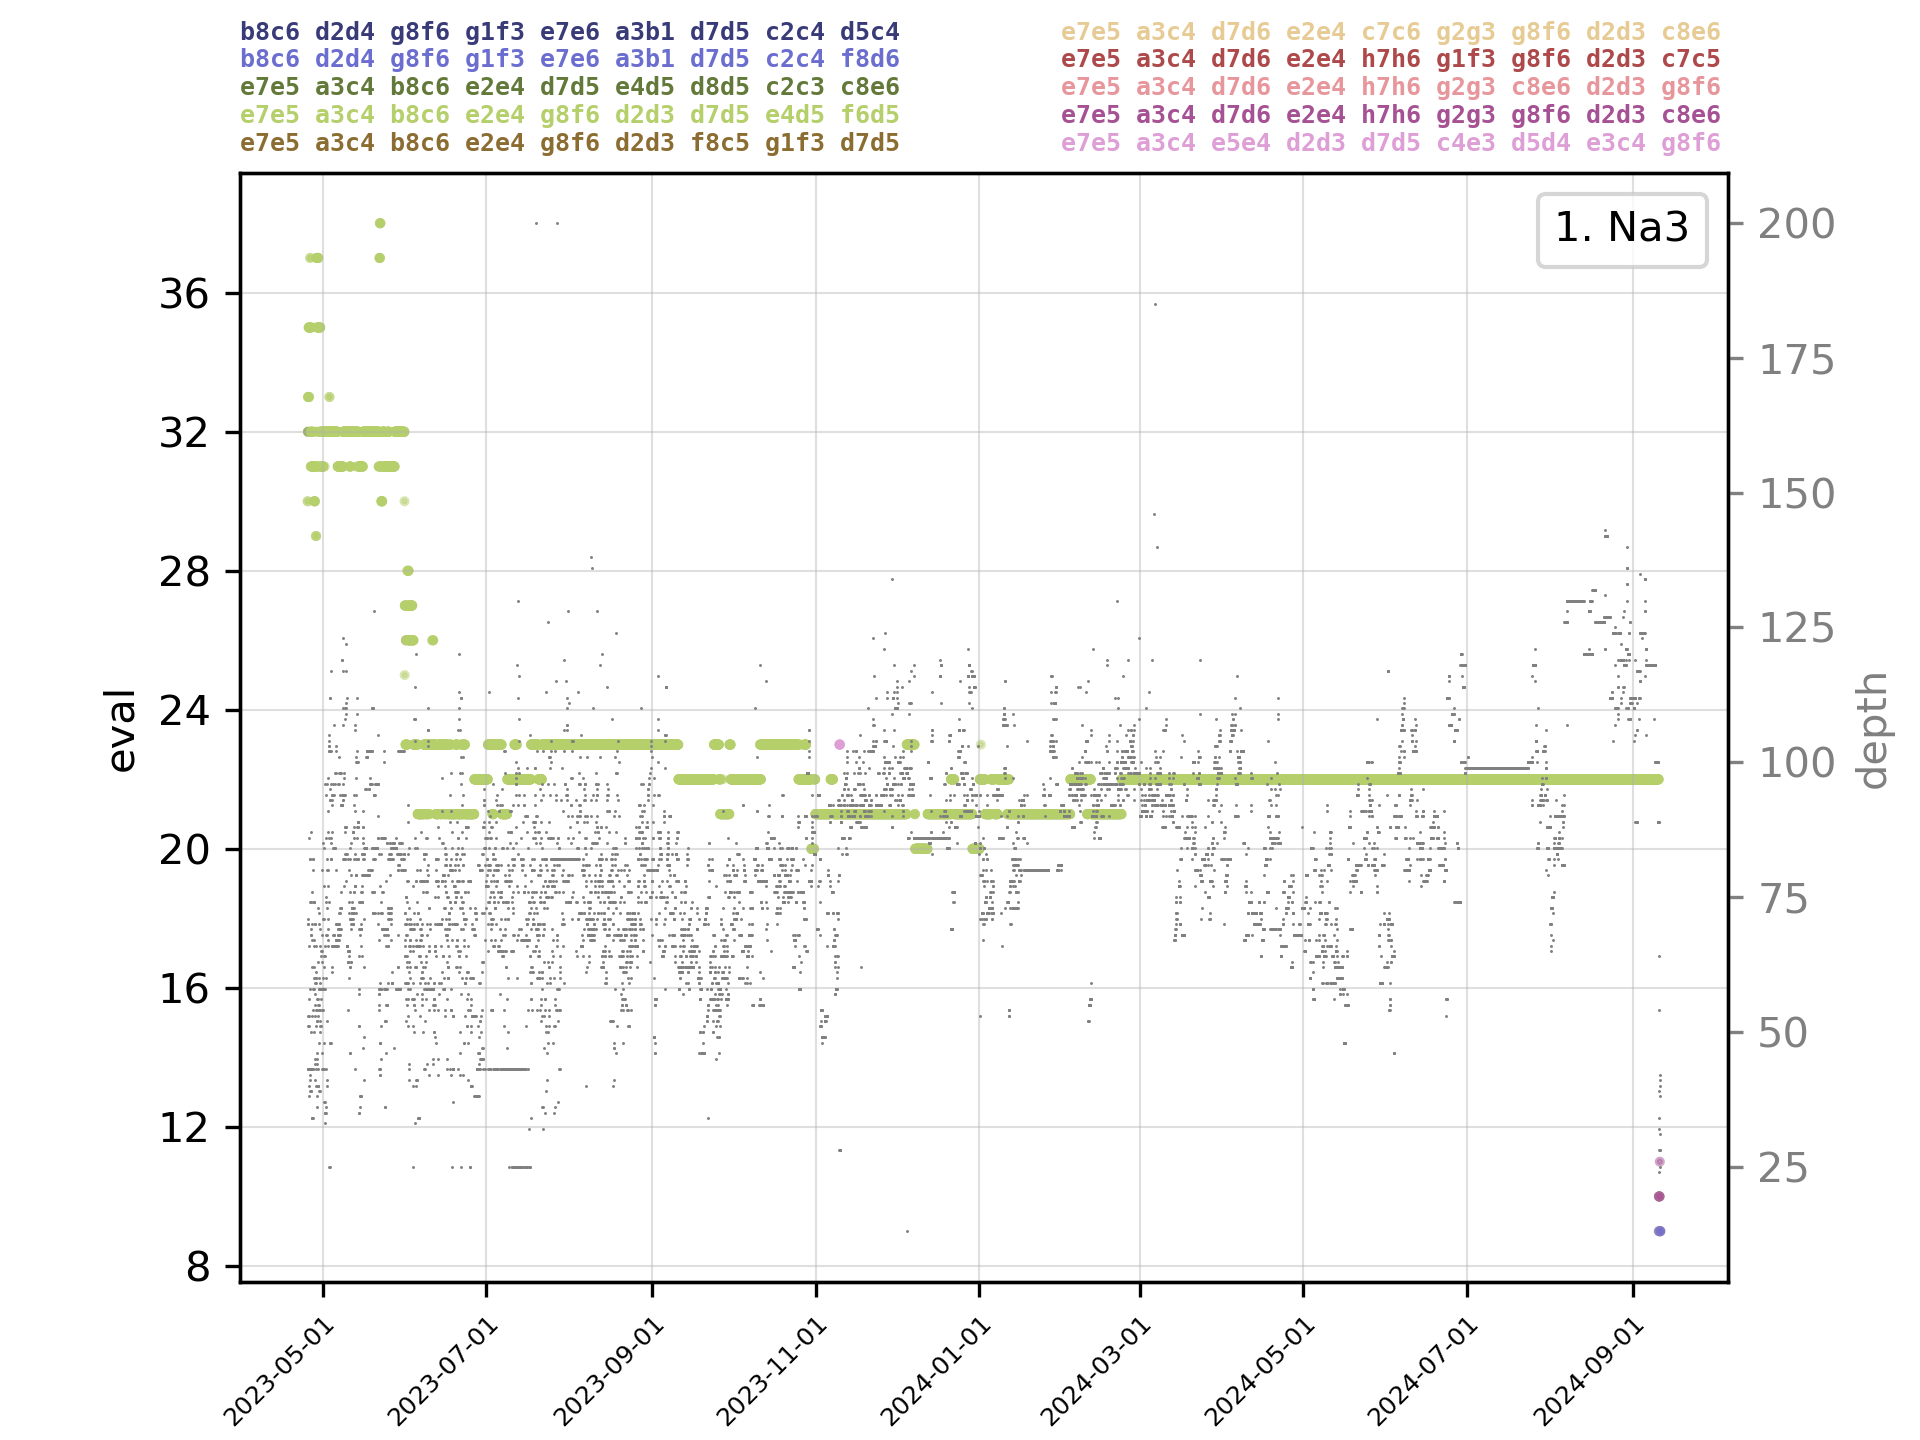 b8c6 d2d4 g8f6 g1f3 e7e6 a3b1 d7d5 c2c4 d5c4
b8c6 d2d4 g8f6 g1f3 e7e6 a3b1 d7d5 c2c4 f8d6
e7e5 a3c4 b8c6 e2e4 d7d5 e4d5 d8d5 c2c3 c8e6
e7e5 a3c4 b8c6 e2e4 g8f6 d2d3 d7d5 e4d5 f6d5
e7e5 a3c4 b8c6 e2e4 g8f6 d2d3 f8c5 g1f3 d7d5
e7e5 a3c4 d7d6 e2e4 c7c6 g2g3 g8f6 d2d3 c8e6
e7e5 a3c4 d7d6 e2e4 h7h6 g1f3 g8f6 d2d3 c7c5
e7e5 a3c4 d7d6 e2e4 h7h6 g2g3 c8e6 d2d3 g8f6
e7e5 a3c4 d7d6 e2e4 h7h6 g2g3 g8f6 d2d3 c8e6
e7e5 a3c4 e5e4 d2d3 d7d5 c4e3 d5d4 e3c4 g8f6
1. Na3
eval
36
32
28
24
20
16
12
8
depth
200
175
150
125
100
75
50
25
2023-05-01
2023-07-01
2023-09-01
2023-11-01
2024-01-01
2024-03-01
2024-05-01
2024-07-01
2024-09-01